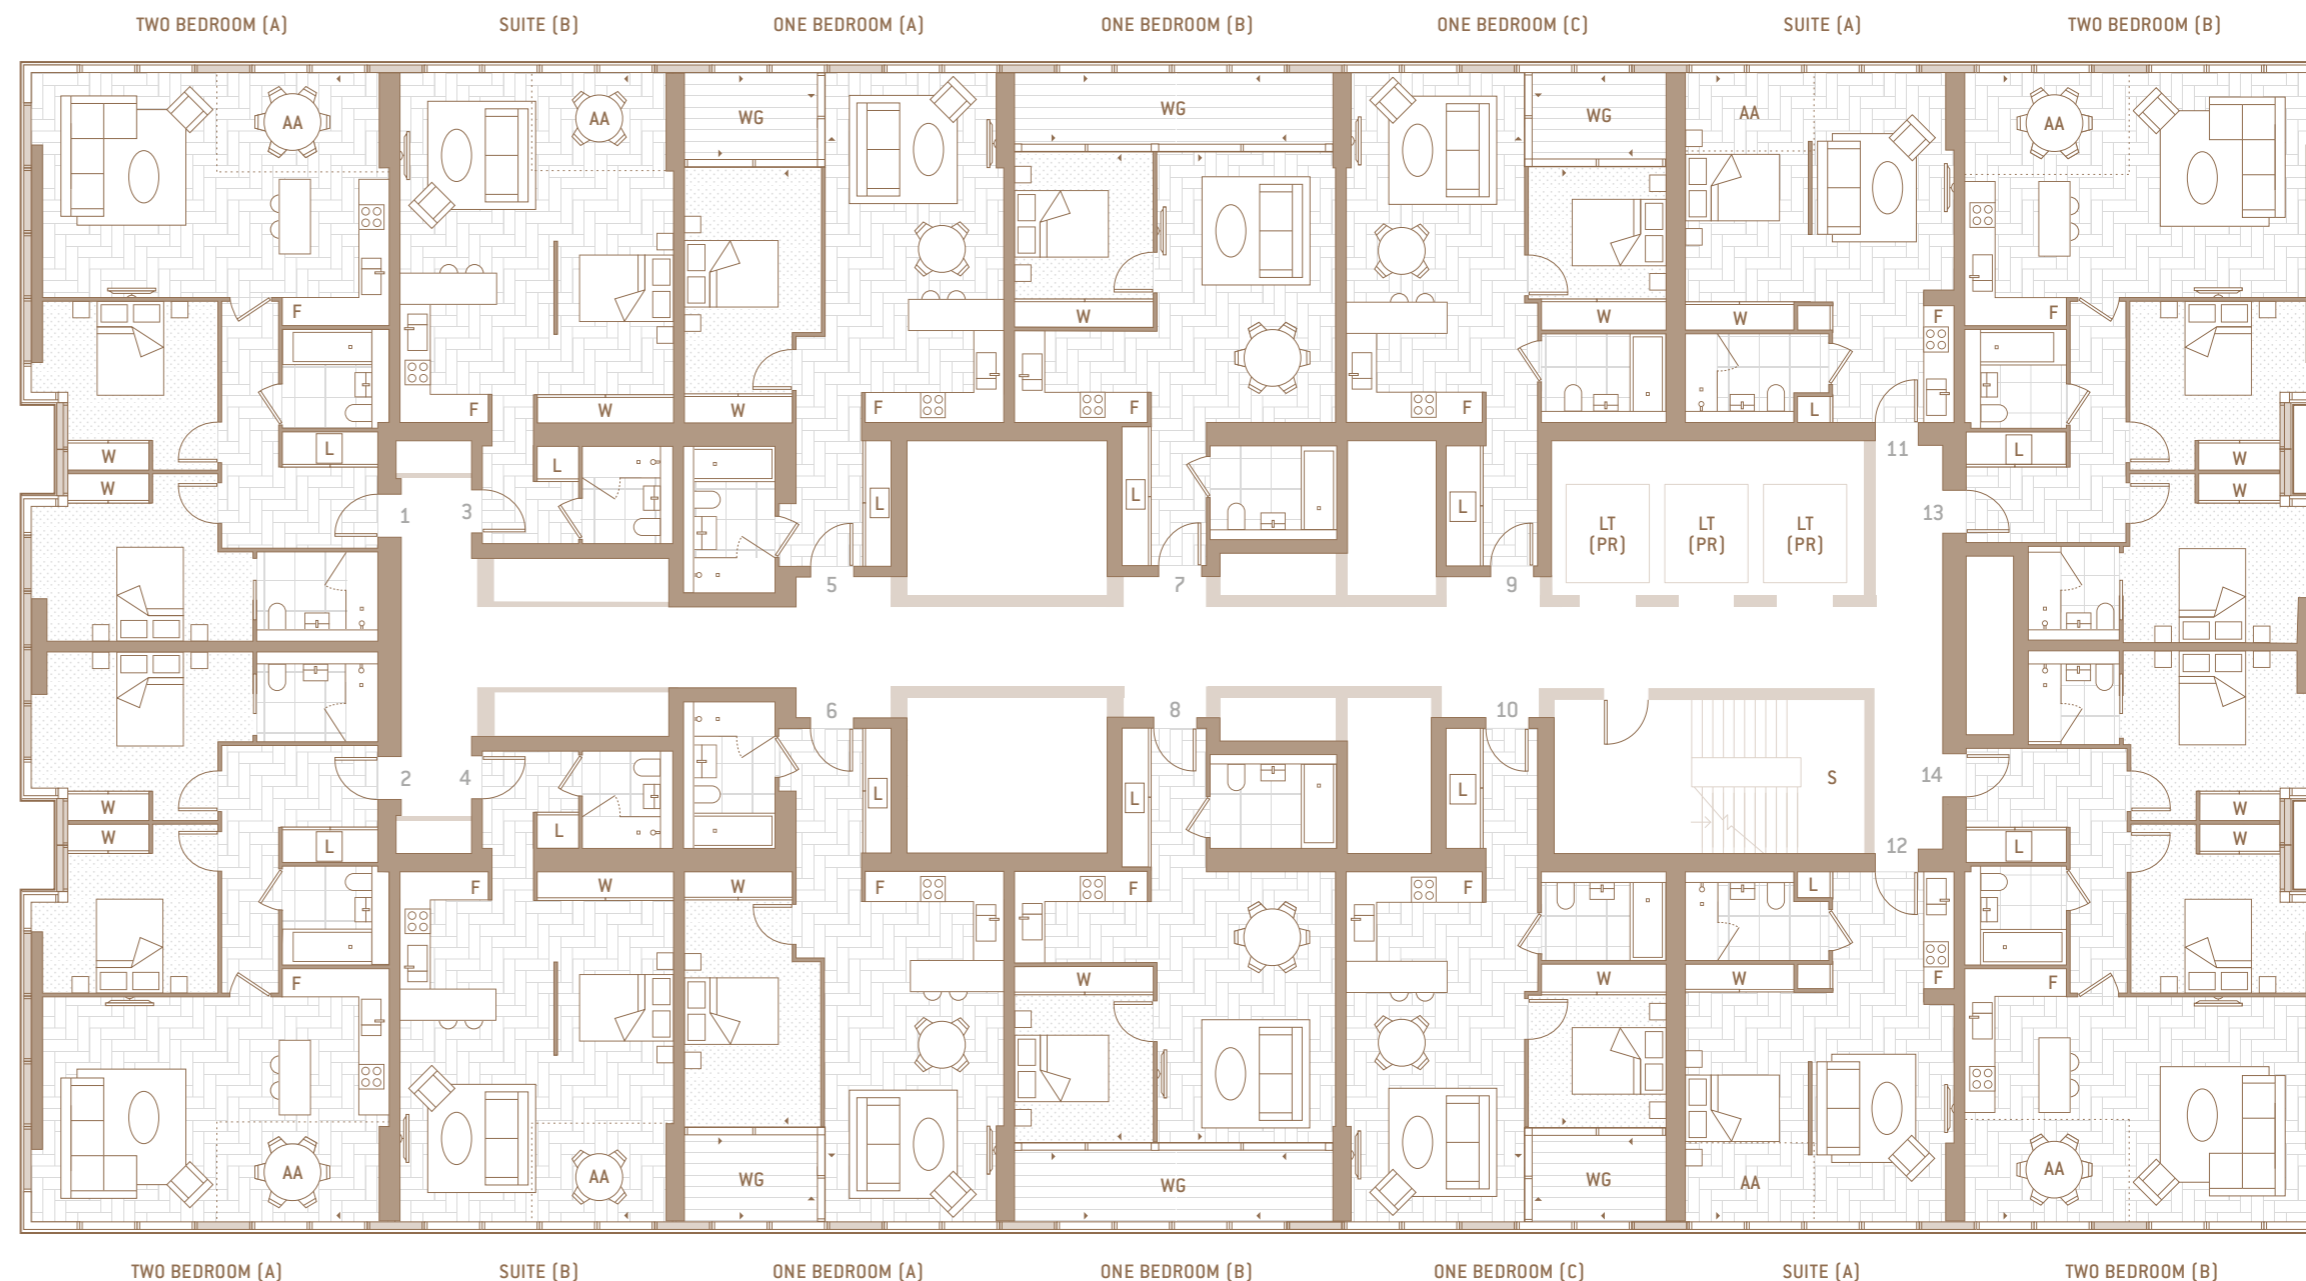 TWO BEDROOM (A) SUITE (B) ONE BEDROOM (A) ONE BEDROOM (B) ONE BEDROOM (C) SUITE (A) TWO BEDROOM (B)
WG WG WG AA
AA AA AA
F W W F
W
F F F F F
W W L
L L 11
W W
L L L L
1 3 13
LT LT LT
(PR) (PR) (PR)
5 7 9
6 8 10
2 4 S 14
W L L L W
W L L 12 W
L L
F W W F F F L
W W W F
F F
AA WG WG WG AA AA
AA
TWO BEDROOM (A) SUITE (B) ONE BEDROOM (A) ONE BEDROOM (B) ONE BEDROOM (C) SUITE (A) TWO BEDROOM (B)